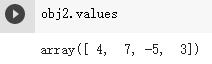 obj2.values
array([ 4,  7, -5,  3])